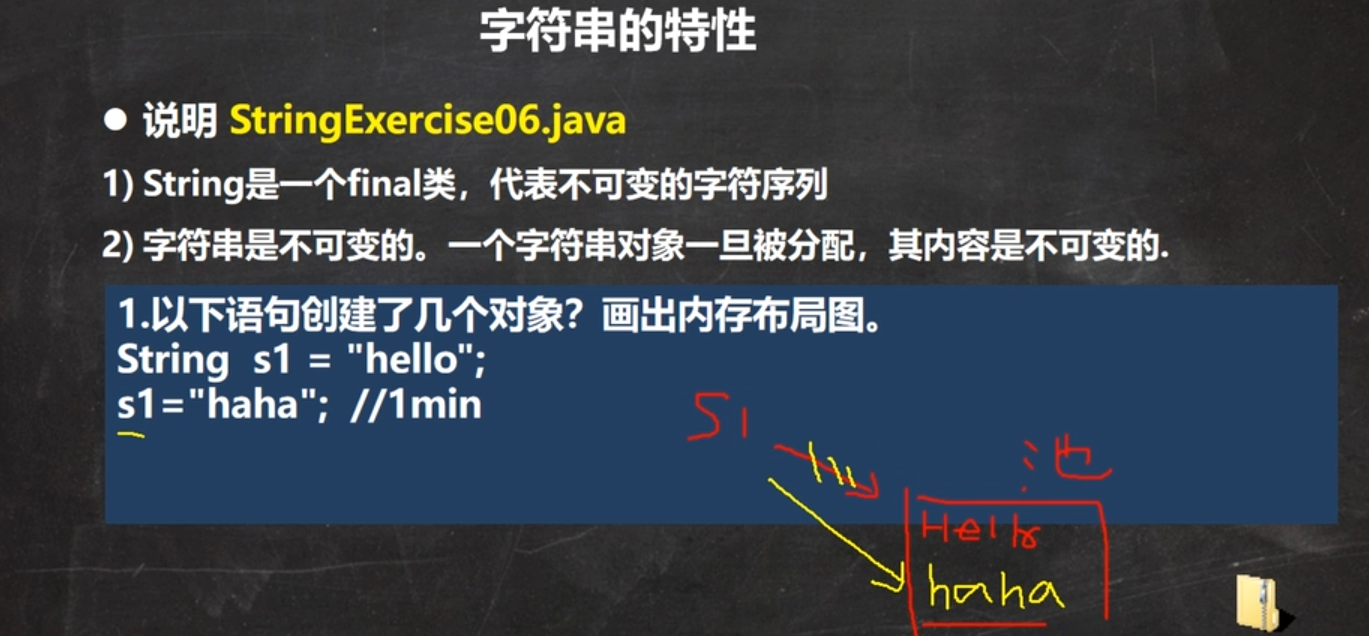 字符串的特性
● 说明 StringExercise06.java
1) String是一个final类，代表不可变的字符序列
2) 字符串是不可变的。一个字符串对象一旦被分配，其内容是不可变的.
1.以下语句创建了几个对象？画出内存布局图。
String s1 = "hello";
s1="haha"; //1min
S1
池
Hello
haha